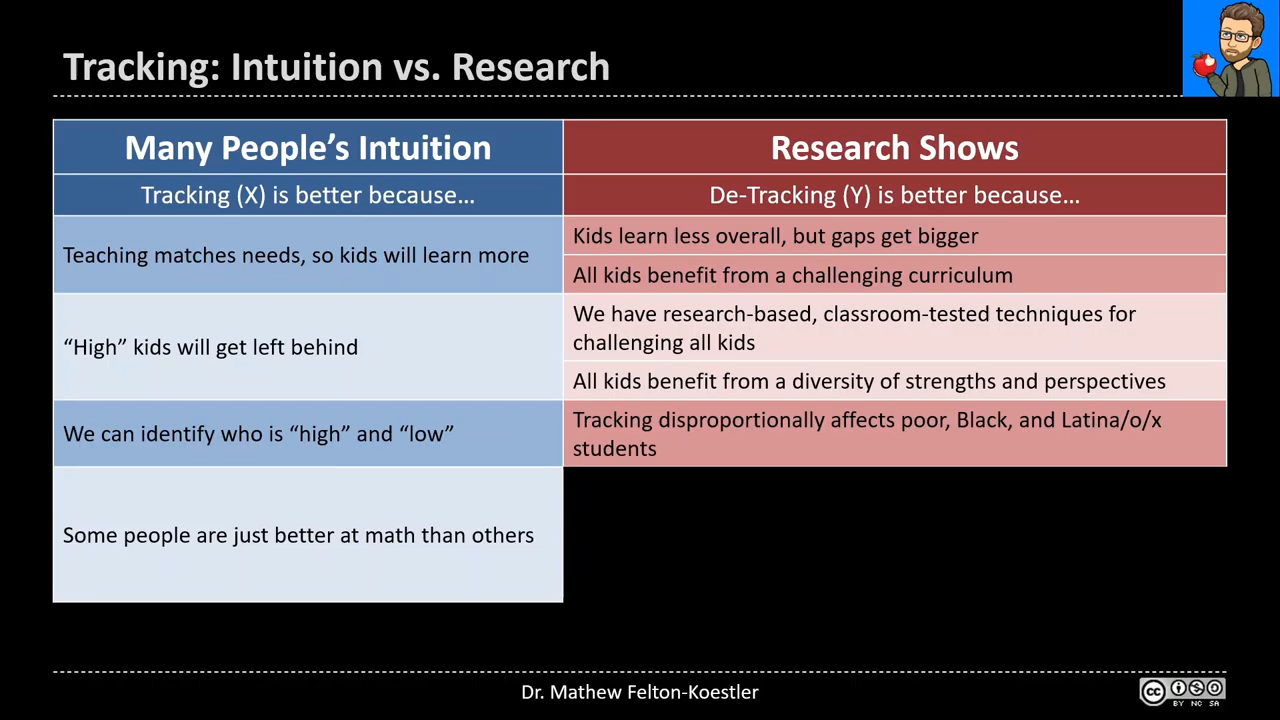 Tracking: Intuition vs. Research
Many People’s Intuition
Research Shows
Tracking (X) is better because…
De-Tracking (Y) is better because…
Teaching matches needs, so kids will learn more
Kids learn less overall, but gaps get bigger
All kids benefit from a challenging curriculum
“High” kids will get left behind
We have research-based, classroom-tested techniques for
challenging all kids
All kids benefit from a diversity of strengths and perspectives
We can identify who is “high” and “low”
Tracking disproportionally affects poor, Black, and Latina/o/x
students
Some people are just better at math than others
Dr. Mathew Felton-Koestler
cc
BY NC SA